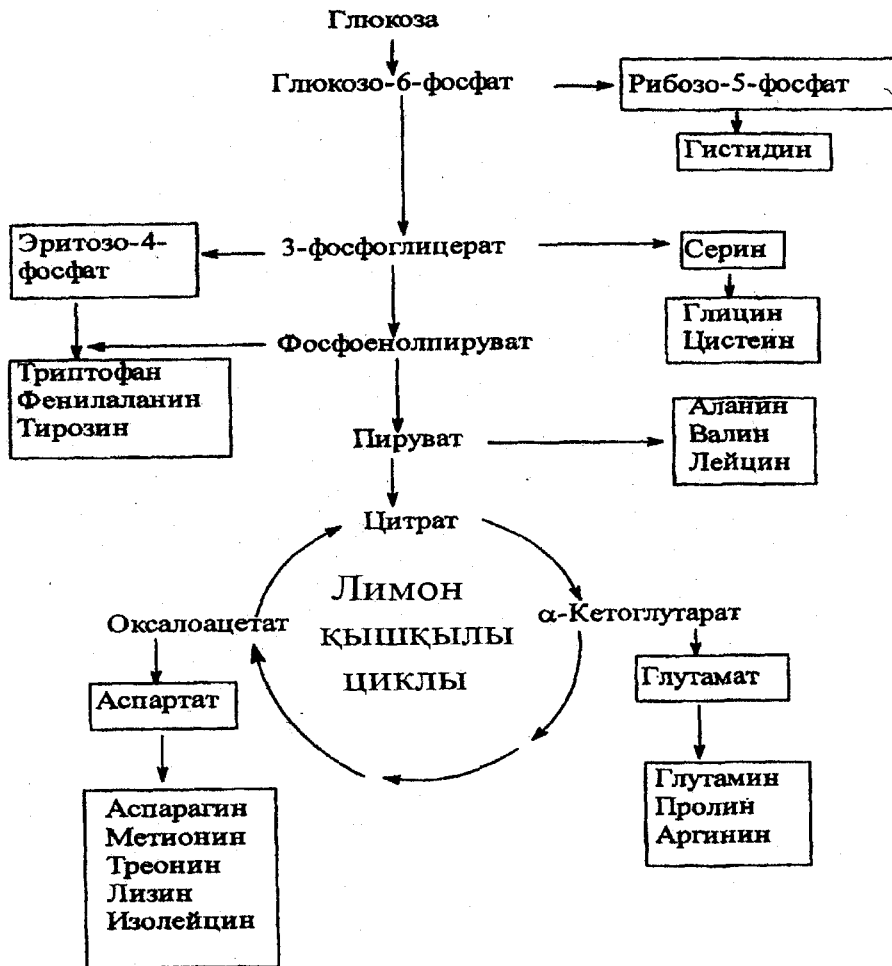 Глюкоза
Глюкозо-6-фосфат
Рибозо-5-фосфат
Гистидин
Эритозо-4-
фосфат
3-фосфоглицерат
Серин
Глицин
Цистеин
Фосфоенолпируват
Триптофан
Фенилаланин
Тирозин
Пируват
Аланин
Валин
Лейцин
Цитрат
Лимон
қышқылы
циклы
Оксалоацетат
α-Кетоглутарат
Аспартат
Глутамат
Аспарагин
Метионин
Треонин
Лизин
Изолейцин
Глутамин
Пролин
Аргинин